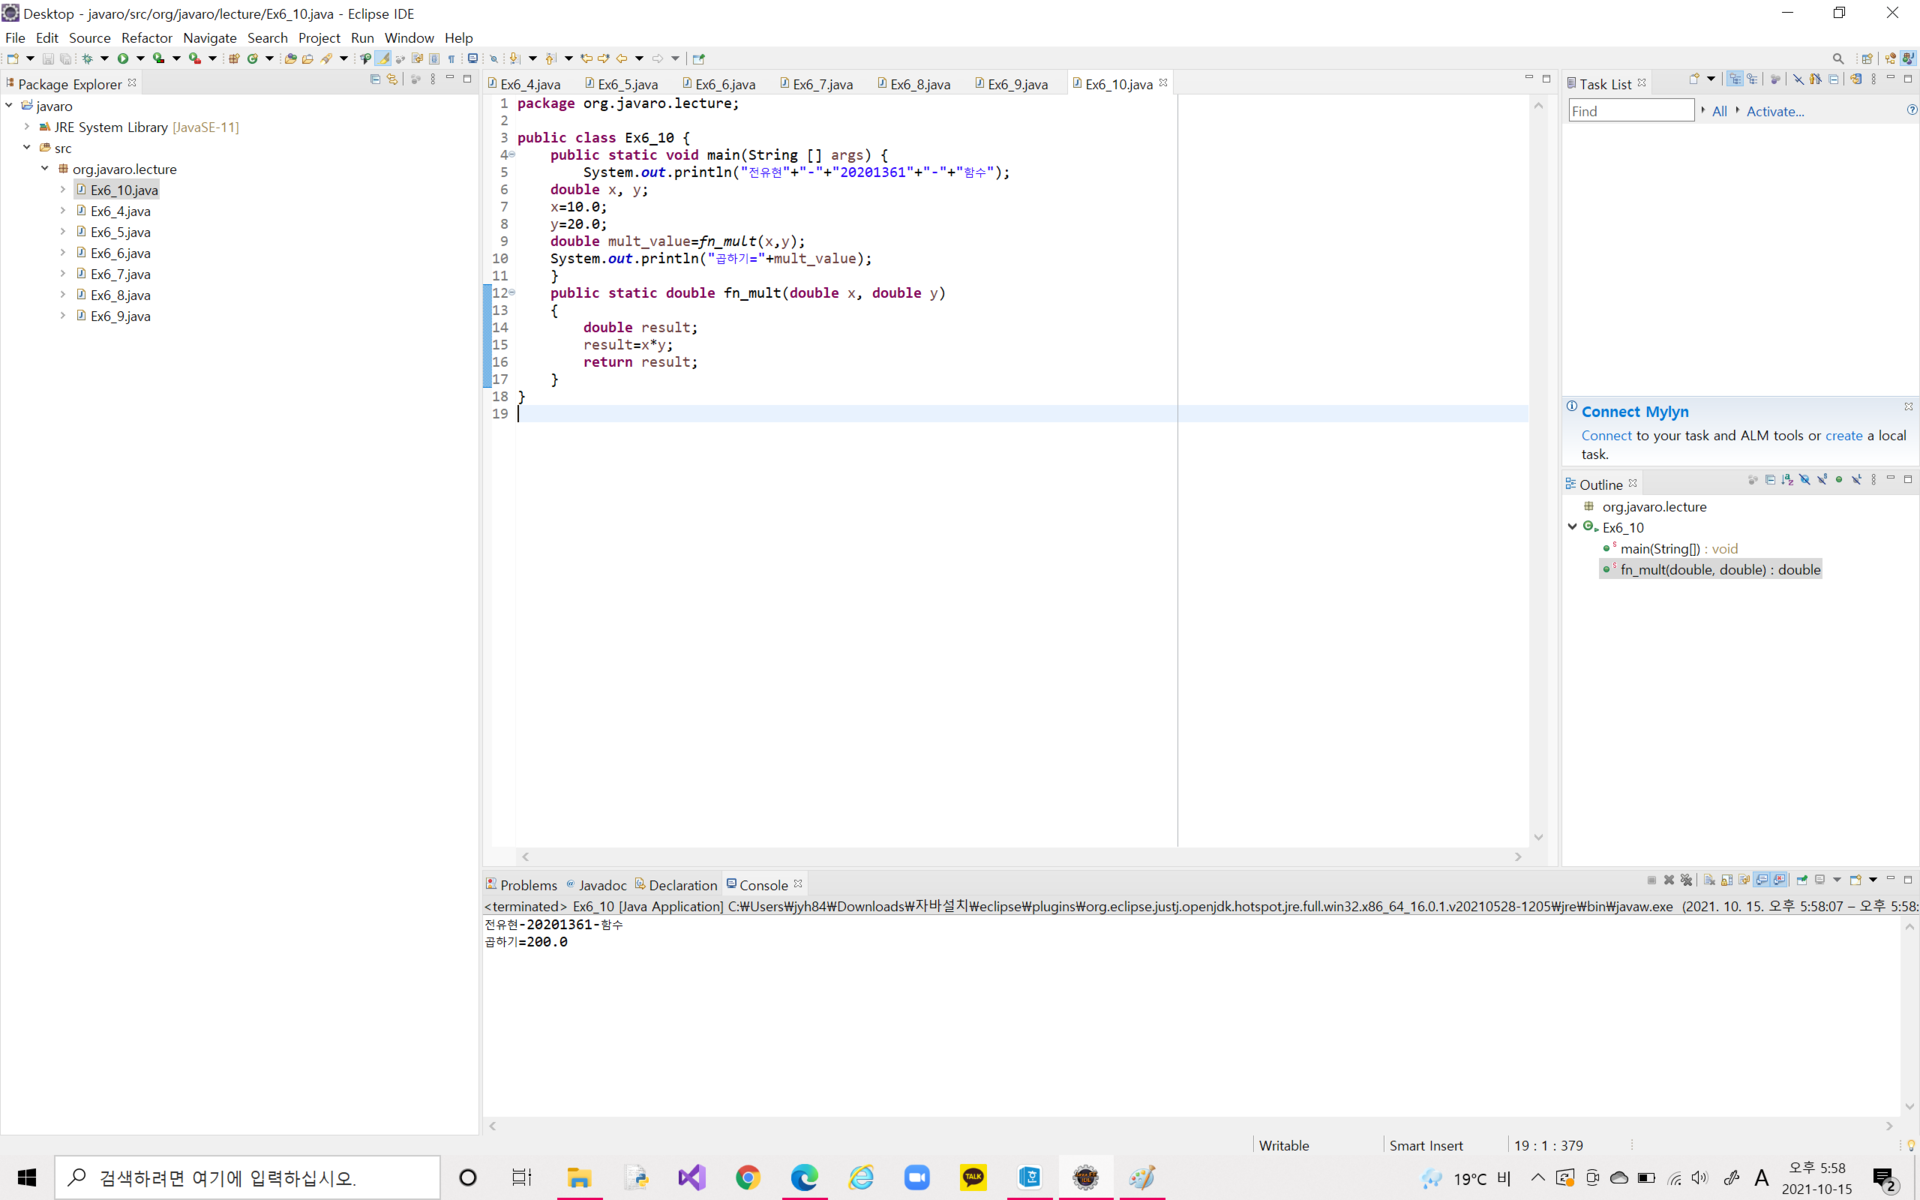 Desktop - javaro/src/org/javaro/lecture/Ex6_10.java - Eclipse IDE
File Edit Source Refactor Navigate Search Project Run Window Help
Package Explorer
javaro
JRE System Library [JavaSE-11]
src
org.javaro.lecture
Ex6_10.java
Ex6_4.java
Ex6_5.java
Ex6_6.java
Ex6_7.java
Ex6_8.java
Ex6_9.java
Ex6_4.java Ex6_5.java Ex6_6.java Ex6_7.java Ex6_8.java Ex6_9.java Ex6_10.java
1 package org.javaro.lecture;
2
3 public class Ex6_10 {
4 public static void main(String [] args) {
5 System.out.println("전유현"+"-"+"20201361"+"-"+"함수");
6 double x, y;
7 x=10.0;
8 y=20.0;
9 double mult_value=fn_mult(x,y);
10 System.out.println("곱하기="+mult_value);
11 }
12 public static double fn_mult(double x, double y)
13 {
14 double result;
15 result=x*y;
16 return result;
17 }
18 }
19
Task List
Find All Activate...
Connect Mylyn
Connect to your task and ALM tools or create a local
task.
Outline
org.javaro.lecture
Ex6_10
main(String[]) : void
fn_mult(double, double) : double
Problems Javadoc Declaration Console
<terminated> Ex6_10 [Java Application] C:₩Users₩jyh84₩Downloads₩자바설치₩eclipse₩plugins₩org.eclipse.justj.openjdk.hotspot.jre.full.win32.x86_64_16.0.1.v20210528-1205₩jre₩bin₩javaw.exe (2021. 10. 15. 오후 5:58:07 – 오후 5:58:
전유현-20201361-함수
곱하기=200.0
Writable Smart Insert 19 : 1 : 379
검색하려면 여기에 입력하십시오.
TALK
19°C 비
A
오후 5:58
2021-10-15
2